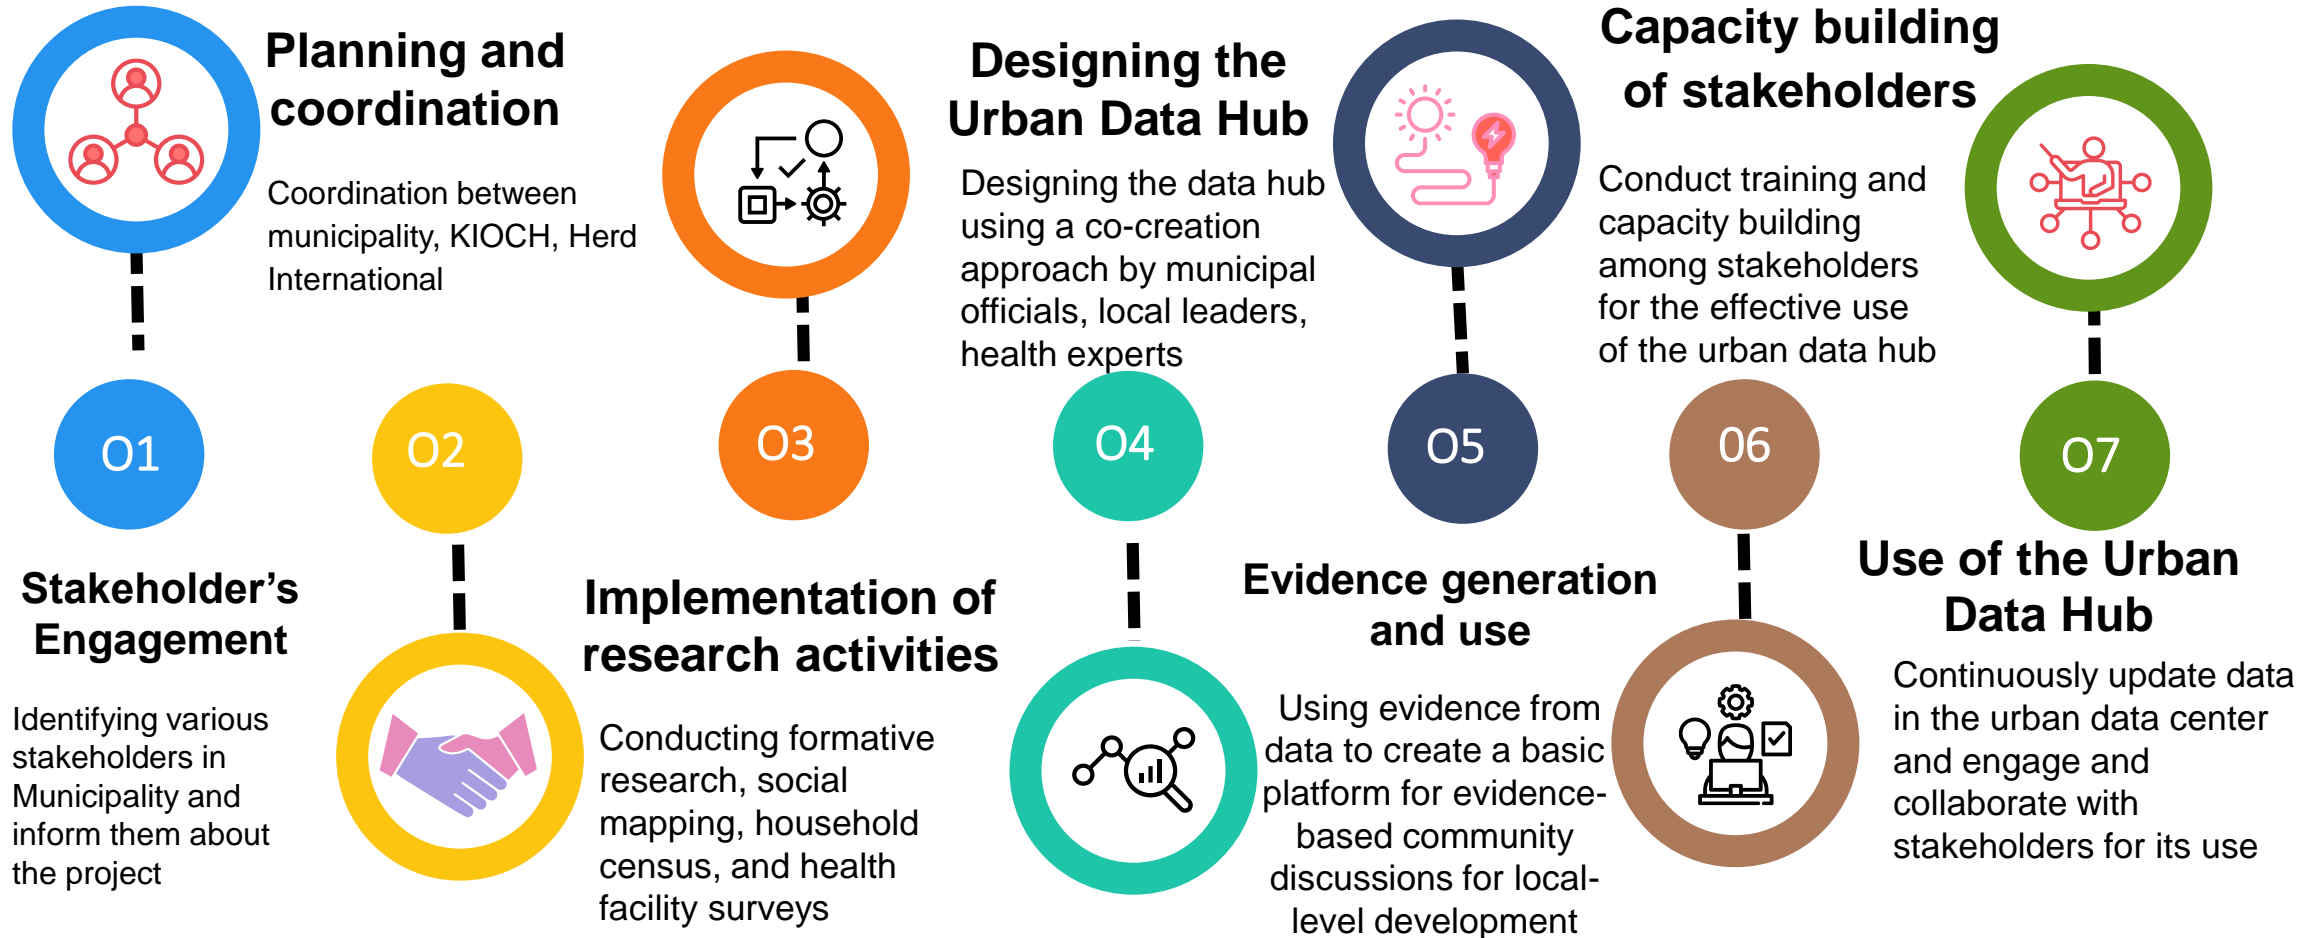 O1
Stakeholder’s
Engagement
Identifying various
stakeholders in
Municipality and
inform them about
the project
Planning and
coordination
Coordination between
municipality, KIOCH, Herd
International
O2
O3
Implementation of
research activities
Conducting formative
research, social
mapping, household
census, and health
facility surveys
Designing the
Urban Data Hub
Designing the data hub
using a co-creation
approach by municipal
officials, local leaders,
health experts
O4
O5
Evidence generation
and use
Using evidence from
data to create a basic
platform for evidence-
based community
discussions for local-
level development
Capacity building
of stakeholders
Conduct training and
capacity building
among stakeholders
for the effective use
of the urban data hub
06
O7
Use of the Urban
Data Hub
Continuously update data
in the urban data center
and engage and
collaborate with
stakeholders for its use